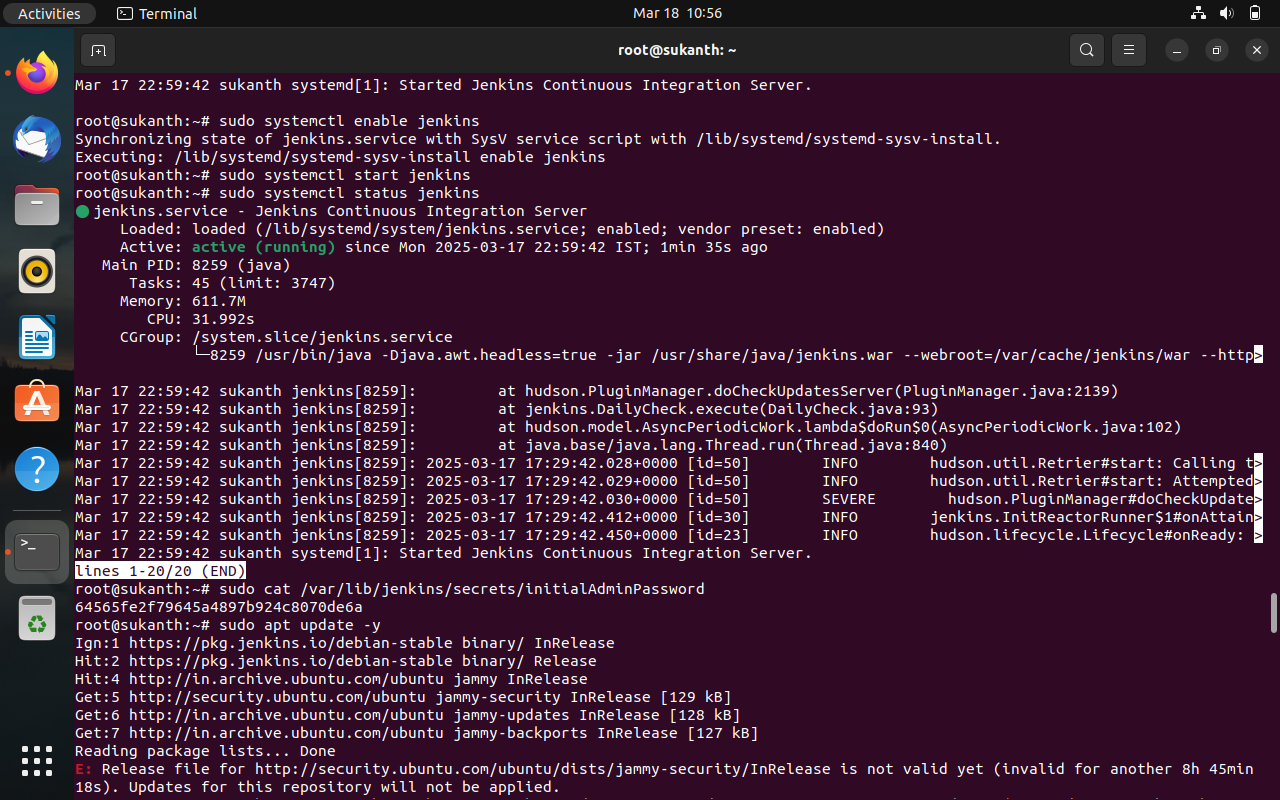 Activities
Terminal
Mar 18 10:56
root@sukanth: ~
Mar 17 22:59:42 sukanth systemd[1]: Started Jenkins Continuous Integration Server.
root@sukanth:~# sudo systemctl enable jenkins
Synchronizing state of jenkins.service with SysV service script with /lib/systemd/systemd-sysv-install.
Executing: /lib/systemd/systemd-sysv-install enable jenkins
root@sukanth:~# sudo systemctl start jenkins
root@sukanth:~# sudo systemctl status jenkins
● jenkins.service - Jenkins Continuous Integration Server
Loaded: loaded (/lib/systemd/system/jenkins.service; enabled; vendor preset: enabled)
Active: active (running) since Mon 2025-03-17 22:59:42 IST; 1min 35s ago
Main PID: 8259 (java)
Tasks: 45 (limit: 3747)
Memory: 611.7M
CPU: 31.992s
CGroup: /system.slice/jenkins.service
└─8259 /usr/bin/java -Djava.awt.headless=true -jar /usr/share/java/jenkins.war --webroot=/var/cache/jenkins/war --http>
Mar 17 22:59:42 sukanth jenkins[8259]: at hudson.PluginManager.doCheckUpdatesServer(PluginManager.java:2139)
Mar 17 22:59:42 sukanth jenkins[8259]: at jenkins.DailyCheck.execute(DailyCheck.java:93)
Mar 17 22:59:42 sukanth jenkins[8259]: at hudson.model.AsyncPeriodicWork.lambda$doRun$0(AsyncPeriodicWork.java:102)
Mar 17 22:59:42 sukanth jenkins[8259]: at java.base/java.lang.Thread.run(Thread.java:840)
Mar 17 22:59:42 sukanth jenkins[8259]: 2025-03-17 17:29:42.028+0000 [id=50] INFO hudson.util.Retrier#start: Calling t>
Mar 17 22:59:42 sukanth jenkins[8259]: 2025-03-17 17:29:42.029+0000 [id=50] INFO hudson.util.Retrier#start: Attempted>
Mar 17 22:59:42 sukanth jenkins[8259]: 2025-03-17 17:29:42.030+0000 [id=50] SEVERE hudson.PluginManager#doCheckUpdate>
Mar 17 22:59:42 sukanth jenkins[8259]: 2025-03-17 17:29:42.412+0000 [id=30] INFO jenkins.InitReactorRunner$1#onAttain>
Mar 17 22:59:42 sukanth jenkins[8259]: 2025-03-17 17:29:42.450+0000 [id=23] INFO hudson.lifecycle.Lifecycle#onReady: >
Mar 17 22:59:42 sukanth systemd[1]: Started Jenkins Continuous Integration Server.
lines 1-20/20 (END)
root@sukanth:~# sudo cat /var/lib/jenkins/secrets/initialAdminPassword
64565fe2f79645a4897b924c8070de6a
root@sukanth:~# sudo apt update -y
Ign:1 https://pkg.jenkins.io/debian-stable binary/ InRelease
Hit:2 https://pkg.jenkins.io/debian-stable binary/ Release
Hit:4 http://in.archive.ubuntu.com/ubuntu jammy InRelease
Get:5 http://security.ubuntu.com/ubuntu jammy-security InRelease [129 kB]
Get:6 http://in.archive.ubuntu.com/ubuntu jammy-updates InRelease [128 kB]
Get:7 http://in.archive.ubuntu.com/ubuntu jammy-backports InRelease [127 kB]
Reading package lists... Done
E: Release file for http://security.ubuntu.com/ubuntu/dists/jammy-security/InRelease is not valid yet (invalid for another 8h 45min
18s). Updates for this repository will not be applied.